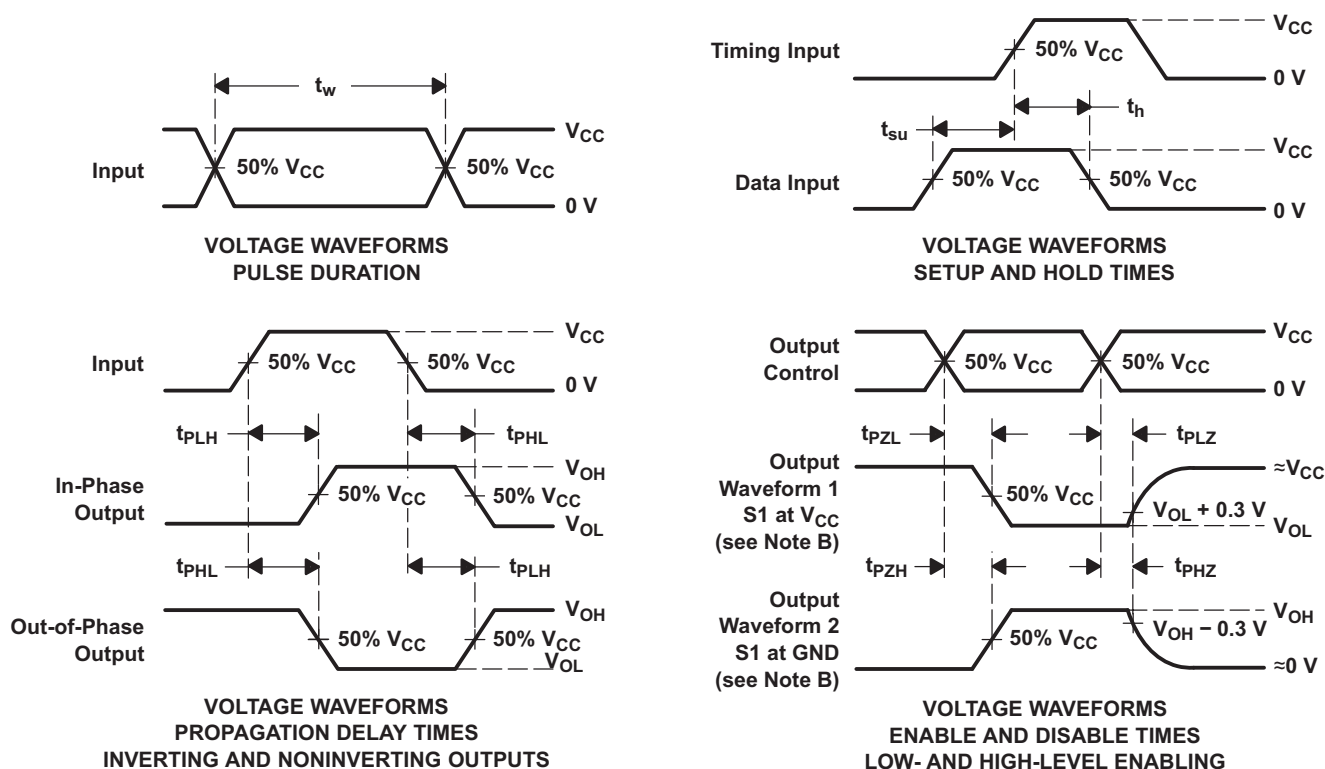 tw
Input
50% VCC
50% VCC
VCC
0 V
VOLTAGE WAVEFORMS
PULSE DURATION
Timing Input
50% VCC
VCC
0 V
th
tsu
Data Input
50% VCC
50% VCC
VCC
0 V
VOLTAGE WAVEFORMS
SETUP AND HOLD TIMES
Input
50% VCC
50% VCC
VCC
0 V
tPLH
tPHL
In-Phase
Output
50% VCC
50% VCC
VOH
VOL
tPHL
tPLH
Out-of-Phase
Output
50% VCC
50% VCC
VOH
VOL
VOLTAGE WAVEFORMS
PROPAGATION DELAY TIMES
INVERTING AND NONINVERTING OUTPUTS
Output
Control
50% VCC
50% VCC
VCC
0 V
tPZL
tPLZ
Output
Waveform 1
S1 at VCC
(see Note B)
50% VCC
VOL + 0.3 V
≈VCC
VOL
tPZH
tPHZ
Output
Waveform 2
S1 at GND
(see Note B)
50% VCC
VOH − 0.3 V
VOH
≈0 V
VOLTAGE WAVEFORMS
ENABLE AND DISABLE TIMES
LOW- AND HIGH-LEVEL ENABLING